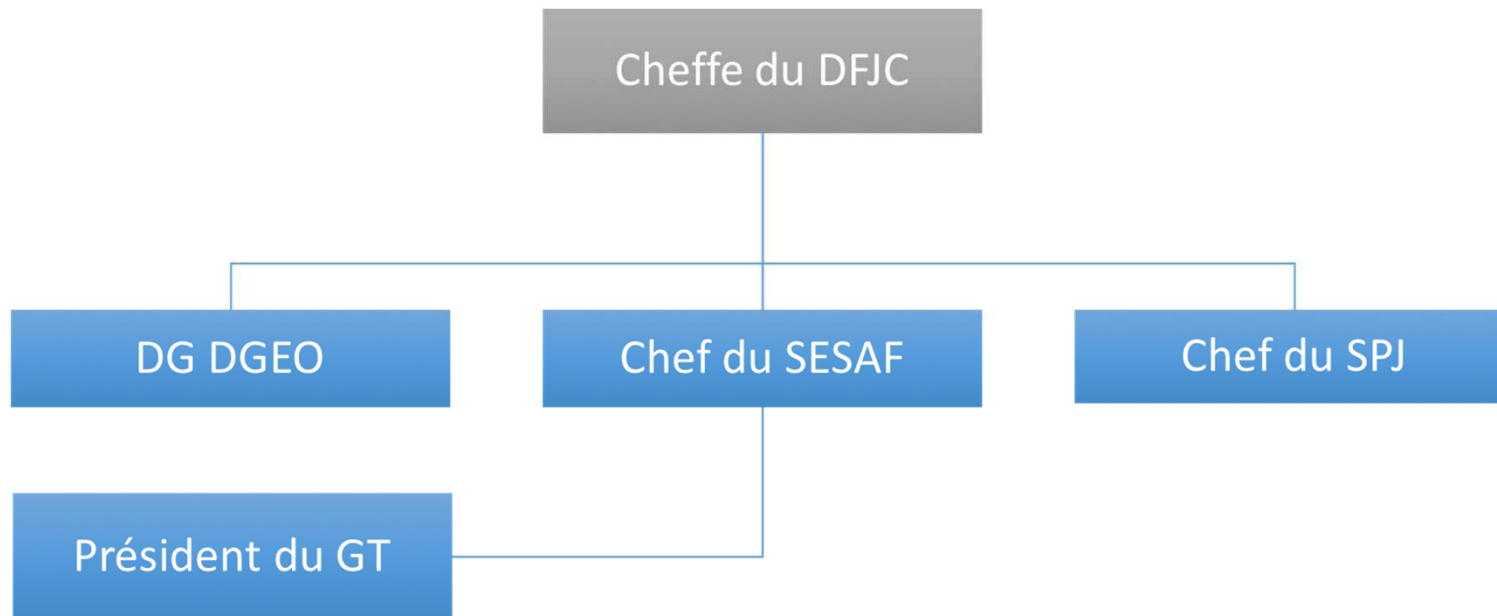 Cheffe du DFJC
DG DGEO
Chef du SESAF
Chef du SPJ
Président du GT